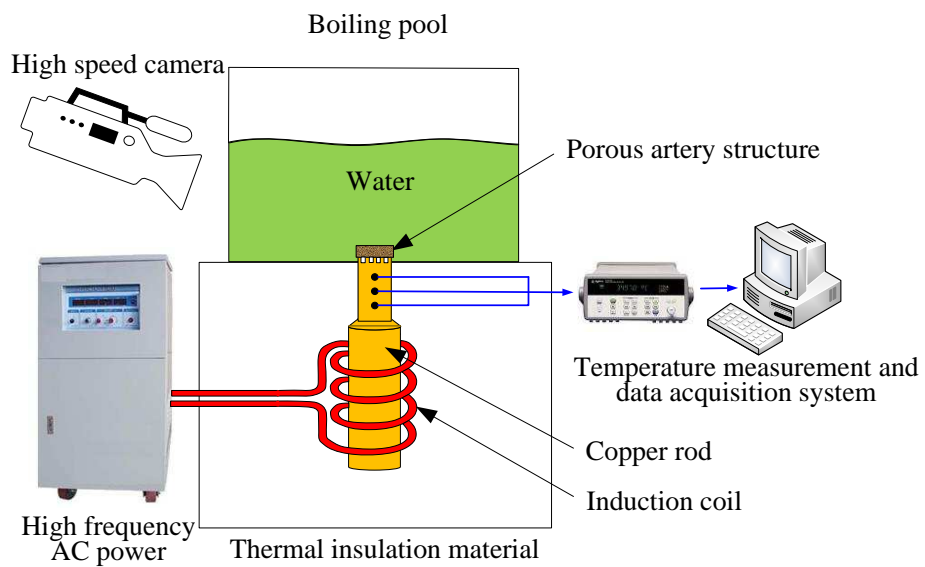 Boiling pool
High speed camera
Porous artery structure
Water
Temperature measurement and
data acquisition system
Copper rod
Induction coil
High frequency
AC power
Thermal insulation material